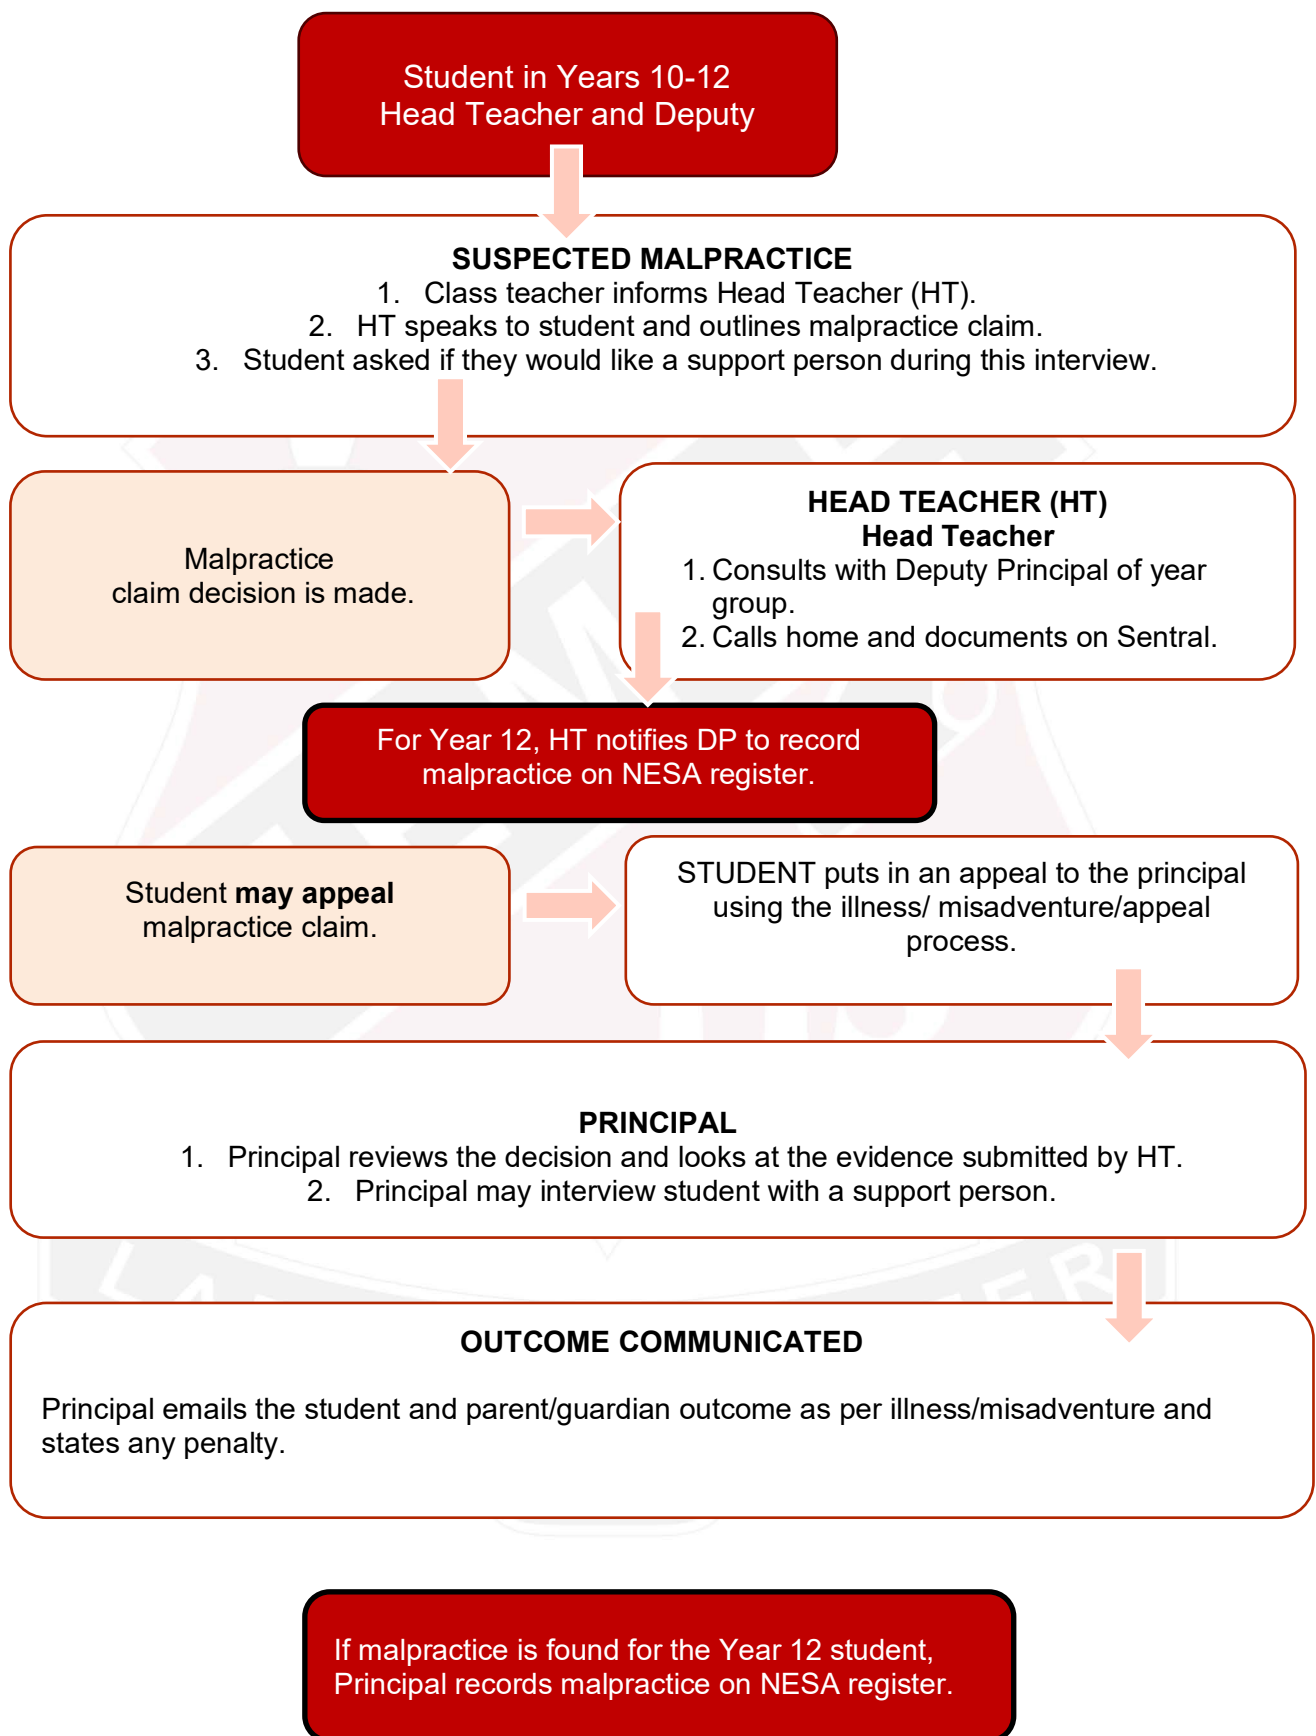 Student in Years 10-12
Head Teacher and Deputy
SUSPECTED MALPRACTICE
1. Class teacher informs Head Teacher (HT).
2. HT speaks to student and outlines malpractice claim.
3. Student asked if they would like a support person during this interview.
Malpractice
claim decision is made.
HEAD TEACHER (HT)
Head Teacher
1. Consults with Deputy Principal of year
group.
2. Calls home and documents on Sentral.
For Year 12, HT notifies DP to record
malpractice on NESA register.
Student may appeal
malpractice claim.
STUDENT puts in an appeal to the principal
using the illness/ misadventure/appeal
process.
PRINCIPAL
1. Principal reviews the decision and looks at the evidence submitted by HT.
2. Principal may interview student with a support person.
OUTCOME COMMUNICATED
Principal emails the student and parent/guardian outcome as per illness/misadventure and
states any penalty.
If malpractice is found for the Year 12 student,
Principal records malpractice on NESA register.